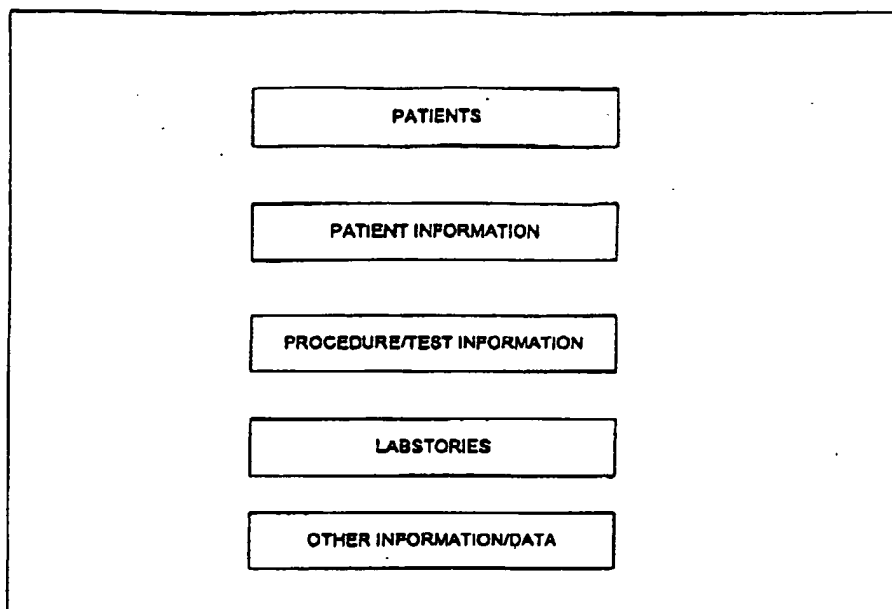 PATIENTS
PATIENT INFORMATION
PROCEDURE/TEST INFORMATION
LABSTORIES
OTHER INFORMATION/DATA